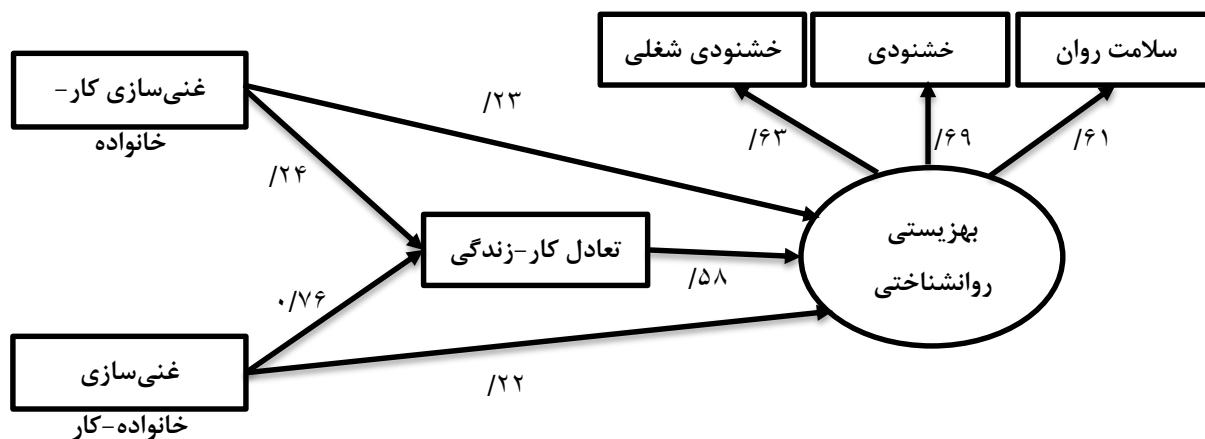 سلامت روان
خشنودی
خشنودی شغلی
غنی‌سازی کار-
خانواده
/۲۳
/۶۳
/۶۹
/۶۱
/۲۴
تعادل کار-زندگی
بهزیستی
روانشناختی
/۵۸
۰/۷۶
غنی‌سازی
خانواده-کار
/۲۲